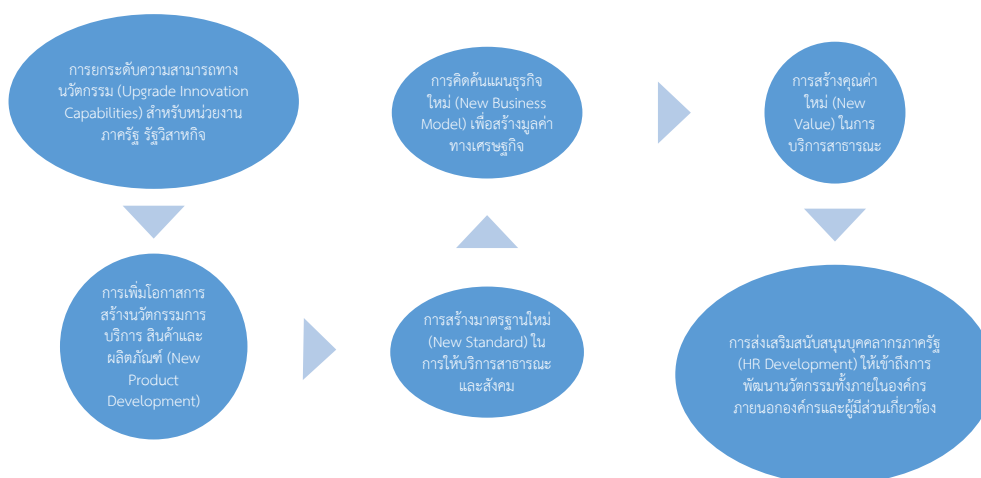 การยกระดับความสามารถทาง
นวัตกรรม (Upgrade Innovation
Capabilities) สำหรับหน่วยงาน
ภาครัฐ รัฐวิสาหกิจ
การเพิ่มโอกาสการ
สร้างนวัตกรรมการ
บริการ สินค้าและ
ผลิตภัณฑ์ (New
Product
Development)
การสร้างมาตรฐานใหม่
(New Standard) ใน
การให้บริการสาธารณะ
และสังคม
การคิดค้นแผนธุรกิจ
ใหม่ (New Business
Model) เพื่อสร้างมูลค่า
ทางเศรษฐกิจ
การสร้างคุณค่า
ใหม่ (New
Value) ในการ
บริการสาธารณะ
การส่งเสริมสนับสนุนบุคคลากรภาครัฐ
(HR Development) ให้เข้าถึงการ
พัฒนานวัตกรรมทั้งภายในองค์กร
ภายนอกองค์กรและผู้มีส่วนเกี่ยวข้อง